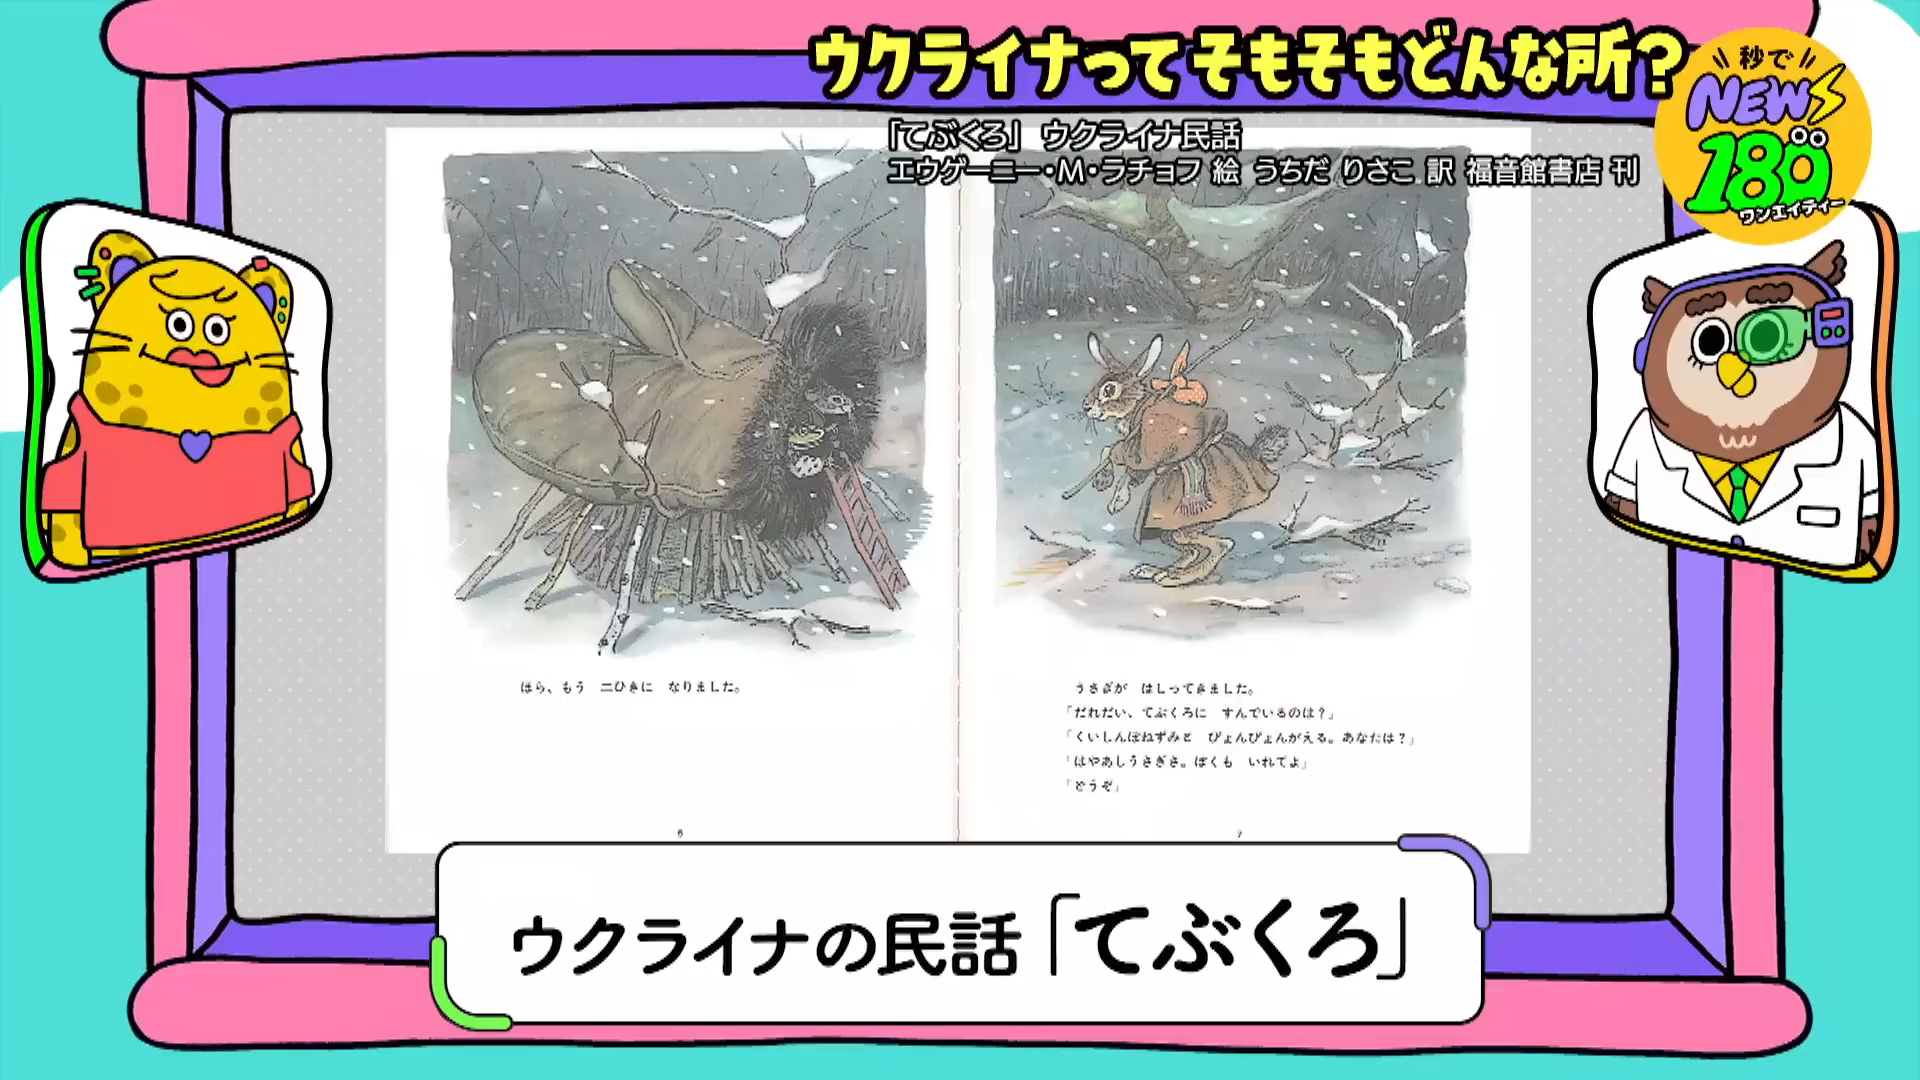 ウクライナってそもそもどんな所？
秒で
NEWS
180
ワンエイティー
「てぶくろ」 ウクライナ民話
エウゲーニー・M・ラチョフ 絵 うちだ りさこ 訳 福音館書店 刊
ほら、もう 二ひきに なりました。
6
うさぎが はしってきました。
「だれだい、てぶくろに すんでいるのは？」
「くいしんぼねずみと ぴょんぴょんがえる。あなたは？」
「はやあしうさぎさ。ぼくも いれてよ」
「どうぞ」
7
ウクライナの民話「てぶくろ」